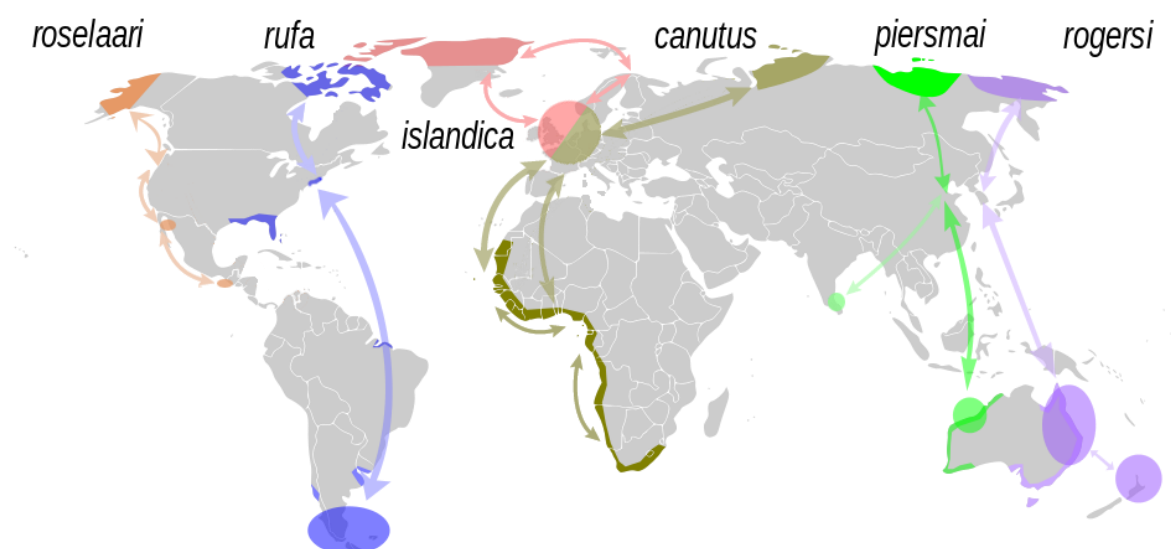 roselaari
rufa
canutus
piersmai
rogersi
islandica